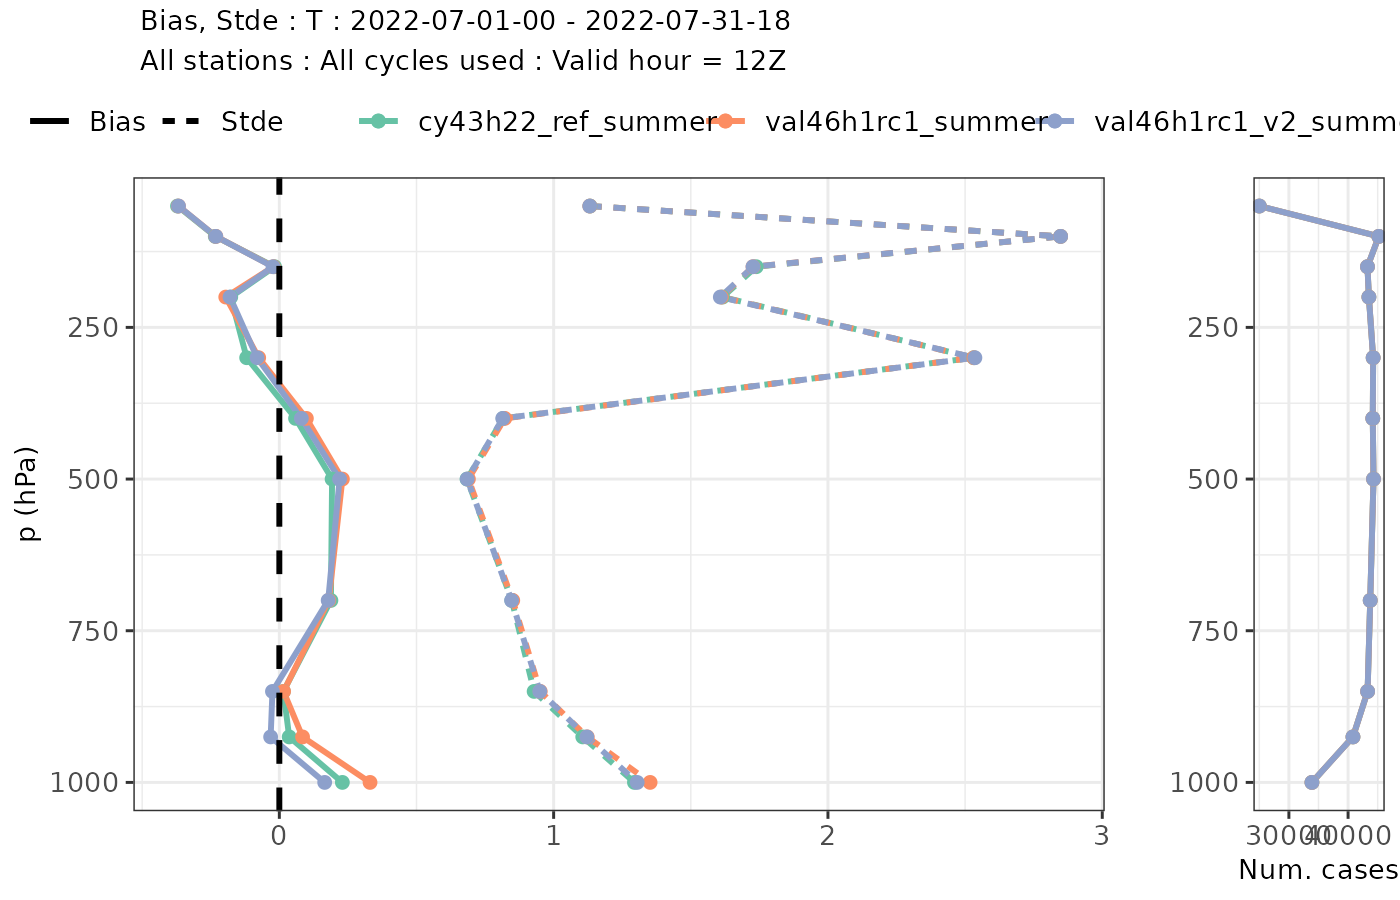 Bias, Stde : T : 2022-07-01-00 - 2022-07-31-18
All stations : All cycles used : Valid hour = 12Z
Bias Stde cy43h22_ref_summer val46h1rc1_summer val46h1rc1_v2_summ
p (hPa)
250
500
750
1000
0 1 2 3
250
500
750
1000
30000 40000
Num. cases